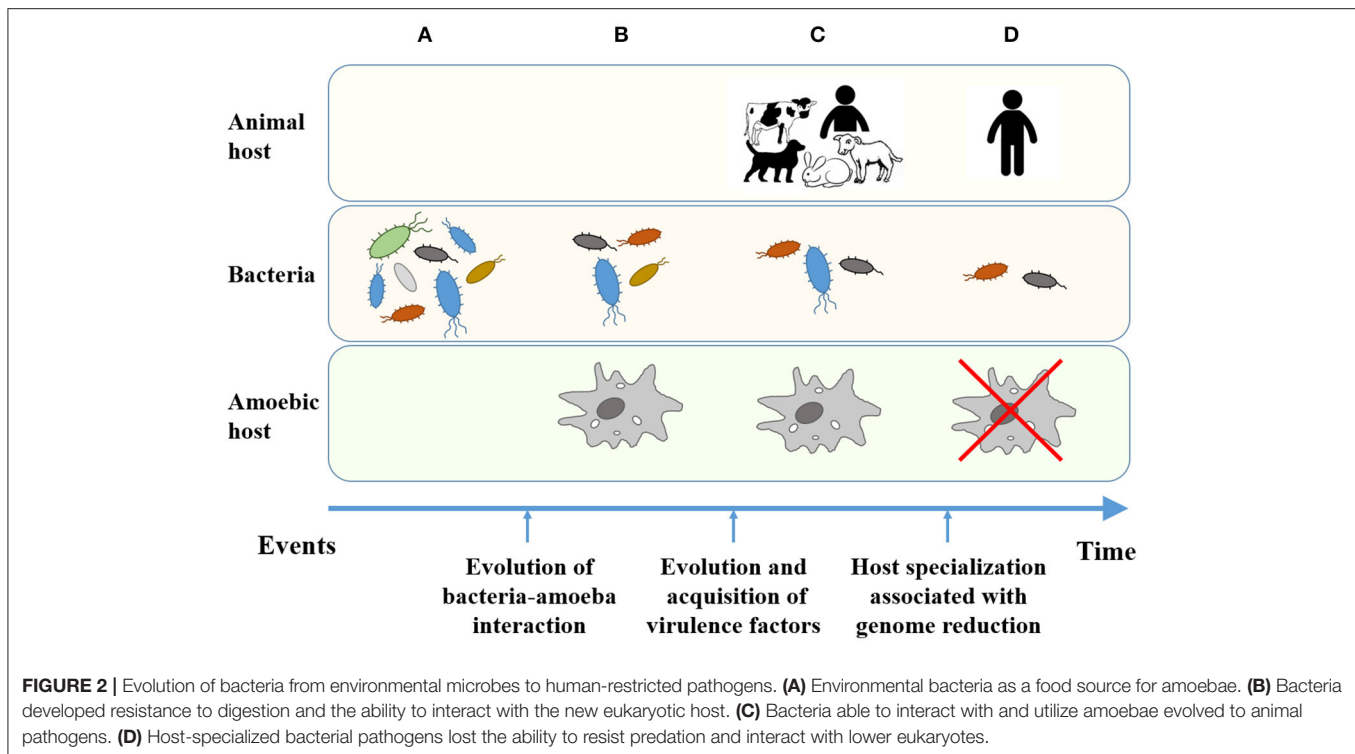 A B C D
Animal
host
Bacteria
Amoebic
host
Events
Time
Evolution of
bacteria-amoeba
interaction
Evolution and
acquisition of
virulence factors
Host specialization
associated with
genome reduction
FIGURE 2 | Evolution of bacteria from environmental microbes to human-restricted pathogens. (A) Environmental bacteria as a food source for amoebae. (B) Bacteria
developed resistance to digestion and the ability to interact with the new eukaryotic host. (C) Bacteria able to interact with and utilize amoebae evolved to animal
pathogens. (D) Host-specialized bacterial pathogens lost the ability to resist predation and interact with lower eukaryotes.